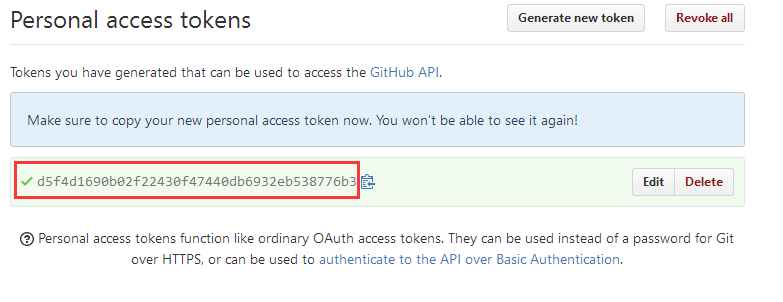 Personal access tokens
Generate new token
Revoke all
Tokens you have generated that can be used to access the GitHub API.
Make sure to copy your new personal access token now. You won't be able to see it again!
d5f4d1690b02f22430f47440db6932eb538776b3
Edit
Delete
Personal access tokens function like ordinary OAuth access tokens. They can be used instead of a password for Git
over HTTPS, or can be used to authenticate to the API over Basic Authentication.